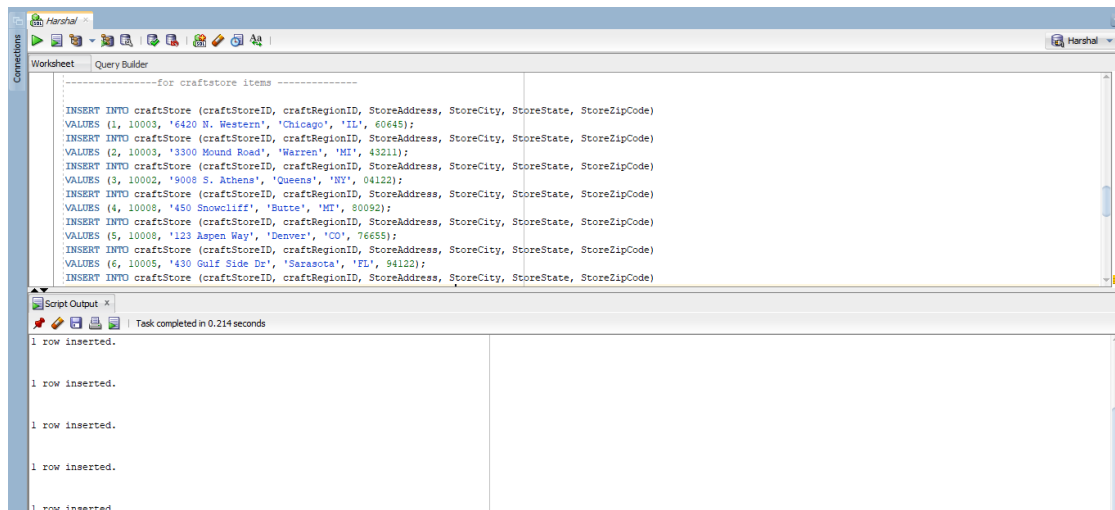 Harshal
Harshal
Connections
Worksheet Query Builder
----------------for craftstore items --------------
INSERT INTO craftStore (craftStoreID, craftRegionID, StoreAddress, StoreCity, StoreState, StoreZipCode)
VALUES (1, 10003, '6420 N. Western', 'Chicago', 'IL', 60645);
INSERT INTO craftStore (craftStoreID, craftRegionID, StoreAddress, StoreCity, StoreState, StoreZipCode)
VALUES (2, 10003, '3300 Mound Road', 'Warren', 'MI', 43211);
INSERT INTO craftStore (craftStoreID, craftRegionID, StoreAddress, StoreCity, StoreState, StoreZipCode)
VALUES (3, 10002, '9008 S. Athens', 'Queens', 'NY', 04122);
INSERT INTO craftStore (craftStoreID, craftRegionID, StoreAddress, StoreCity, StoreState, StoreZipCode)
VALUES (4, 10008, '450 Snowcliff', 'Butte', 'MT', 80092);
INSERT INTO craftStore (craftStoreID, craftRegionID, StoreAddress, StoreCity, StoreState, StoreZipCode)
VALUES (5, 10008, '123 Aspen Way', 'Denver', 'CO', 76655);
INSERT INTO craftStore (craftStoreID, craftRegionID, StoreAddress, StoreCity, StoreState, StoreZipCode)
VALUES (6, 10005, '430 Gulf Side Dr', 'Sarasota', 'FL', 94122);
INSERT INTO craftStore (craftStoreID, craftRegionID, StoreAddress, StoreCity, StoreState, StoreZipCode)
Script Output x
Task completed in 0.214 seconds
1 row inserted.
1 row inserted.
1 row inserted.
1 row inserted.
1 row inserted